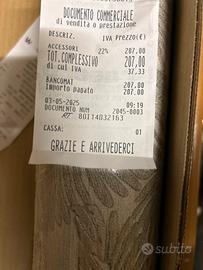 DOCUMENTO COMMERCIALE
di vendita o prestazione
DESCRIZ. IVA Prezzo(€)
ACCESSORI 22% 207,00
TOT.COMPLESSIVO 207,00
di cui IVA 37,33
BANCOMAT 207,00
Importo pagato 207,00
03-05-2025 09:19
DOCUMENTO NUM 2045-0003
RT 80114032163
CASSA: 01
GRAZIE E ARRIVEDERCI
subito